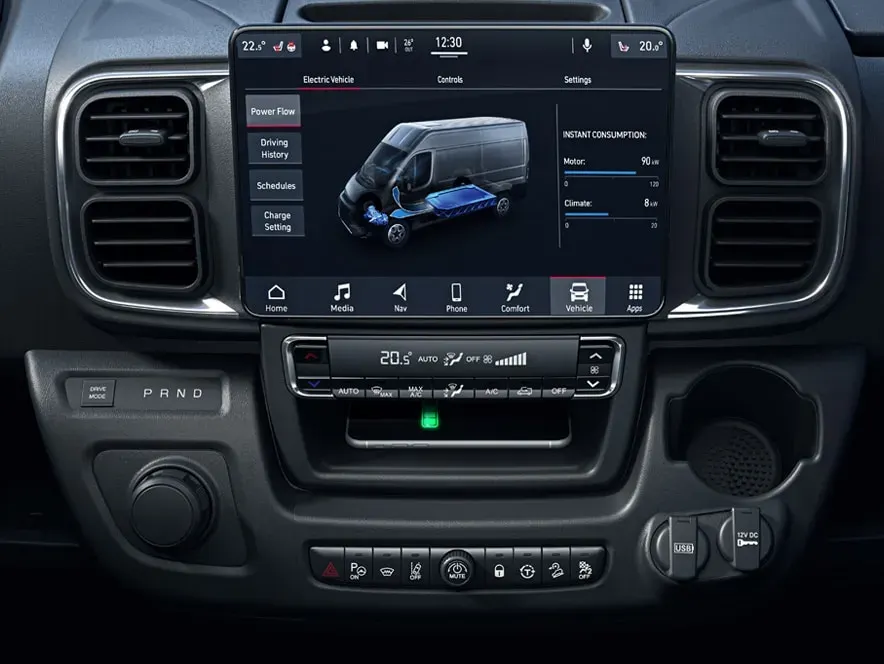 22.5° 26° 12:30 20.0°
OUT
Electric Vehicle Controls Settings
Power Flow
Driving
History
Schedules
Charge
Setting
INSTANT CONSUMPTION:
Motor: 90 kW
0 120
Climate: 8 kW
0 20
Home Media Nav Phone Comfort Vehicle Apps
20.5° AUTO OFF
AUTO MAX MAX A/C A/C OFF
DRIVE
MODE
P R N D
P ON OFF MUTE OFF
USB
12V DC